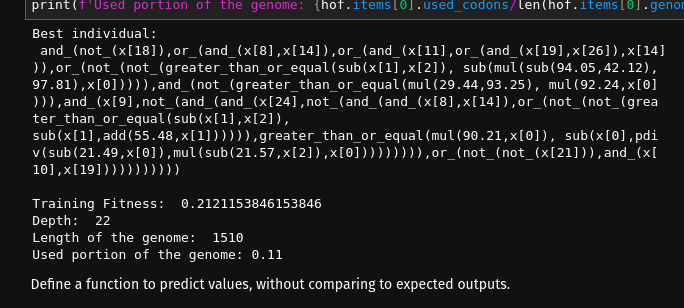 print(f'Used portion of the genome: {hof.items[0].used_codons/len(hof.items[0].genom
Best individual:
and_(not_(x[18]),or_(and_(x[8],x[14]),or_(and_(x[11],or_(and_(x[19],x[26]),x[14]
)),or_(not_(not_(greater_than_or_equal(sub(x[1],x[2]), sub(mul(sub(94.05,42.12),
97.81),x[0])))),and_(not_(greater_than_or_equal(mul(29.44,93.25), mul(92.24,x[0]
))),and_(x[9],not_(and_(and_(x[24],not_(and_(and_(x[8],x[14]),or_(not_(not_(grea
ter_than_or_equal(sub(x[1],x[2]),
sub(x[1],add(55.48,x[1])))))),greater_than_or_equal(mul(90.21,x[0]), sub(x[0],pdi
v(sub(21.49,x[0]),mul(sub(21.57,x[2]),x[0]))))))))),or_(not_(not_(x[21])),and_(x[
10],x[19]))))))))))
Training Fitness:  0.2121153846153846
Depth:  22
Length of the genome:  1510
Used portion of the genome: 0.11
Define a function to predict values, without comparing to expected outputs.